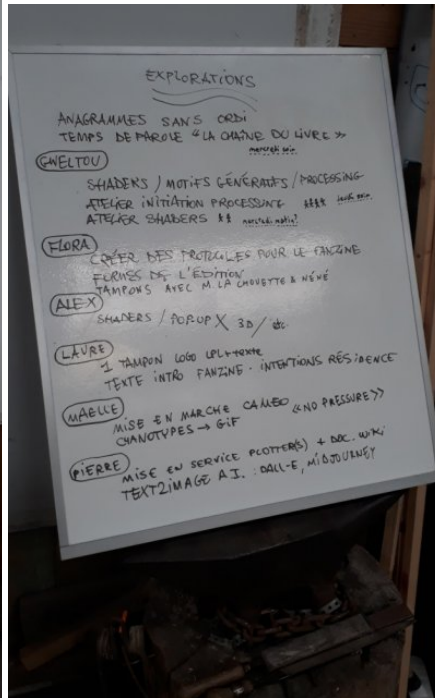 EXPLORATIONS
ANAGRAMMES SANS ORDI
TEMPS DE PAROLE "LA CHAÎNE DU LIVRE"
mercredi soir
GWELTOU
SHADERS / MOTIFS GÉNÉRATIFS / PROCESSING
ATELIER INITIATION PROCESSING **** jeudi soir
ATELIER SHADERS ** mercredi matin?
FLORA
CRÉER DES PROTOCOLES POUR LE FANZINE
FORMES DE L'ÉDITION
TAMPONS AVEC M. LA CHOUETTE & NÉNÉ
ALEX
SHADERS / POP-UP X 3D / etc
LAURE
1 TAMPON LOGO LPL + texte
TEXTE INTRO FANZINE · INTENTIONS RÉSIDENCE
MAELLE
MISE EN MARCHE CAMEO «NO PRESSURE»
→ GIF
PIERRE
MISE EN SERVICE PLOTTER(S) + DOC. WIKI
TEXT2IMAGE A.I. : DALL-E, MIDJOURNEY